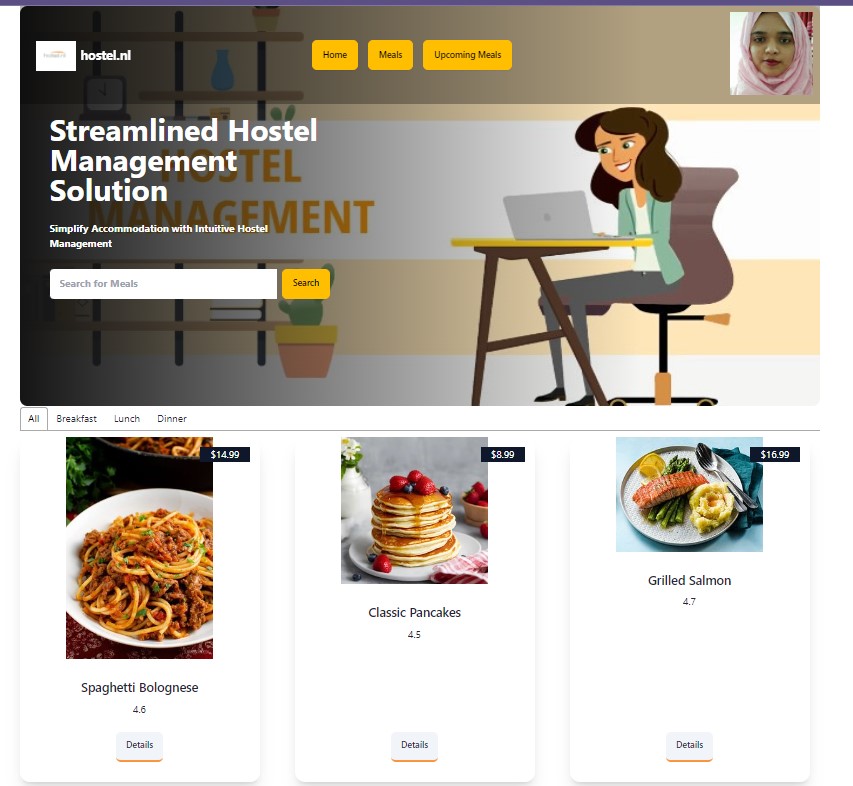 hostel.nl
Home
Meals
Upcoming Meals
Streamlined Hostel
Management
Solution
HOSTEL
MANAGEMENT
Simplify Accommodation with Intuitive Hostel
Management
Search for Meals
Search
All
Breakfast
Lunch
Dinner
$14.99
$8.99
$16.99
Grilled Salmon
4.7
Classic Pancakes
4.5
Spaghetti Bolognese
4.6
Details
Details
Details